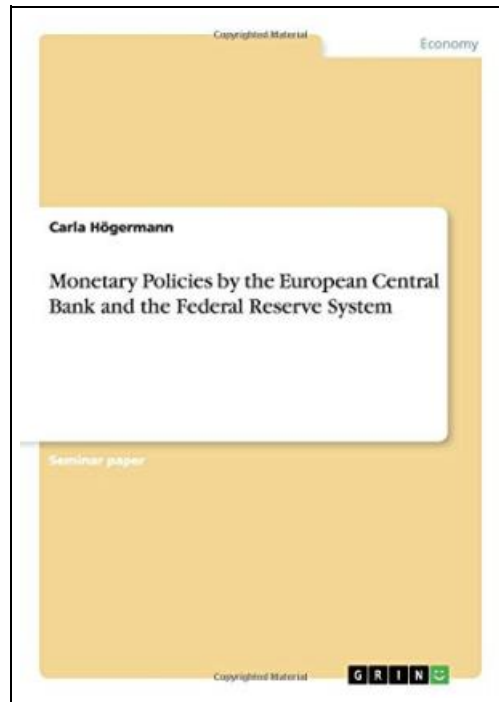 Copyrighted Material
Economy
Carla Högermann
Monetary Policies by the European Central
Bank and the Federal Reserve System
Seminar paper
Copyrighted Material
GRIN